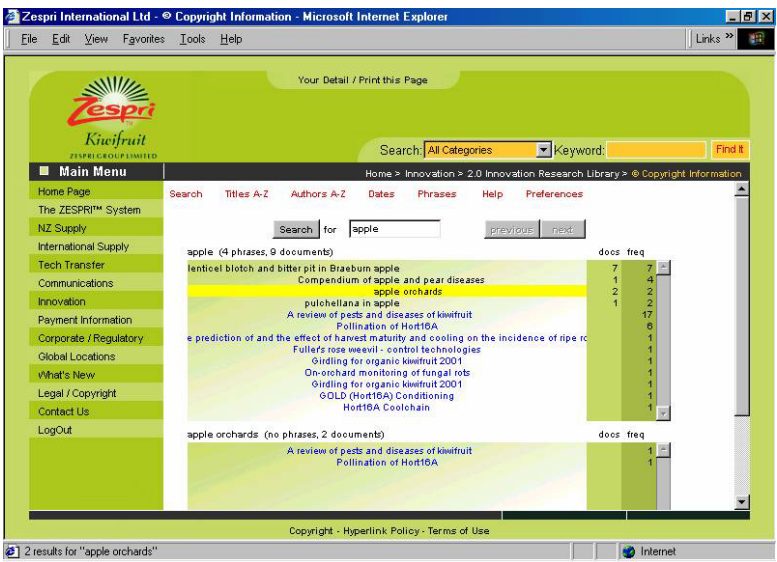 Zespri International Ltd - © Copyright Information - Microsoft Internet Explorer
File Edit View Favorites Tools Help Links »
Your Detail / Print this Page
Zespri
Kiwifruit
ZESPRI GROUP LIMITED
Search: All Categories Keyword: Find It
Main Menu
Home > Innovation > 2.0 Innovation Research Library > © Copyright Information
Home Page
The ZESPRI™ System
NZ Supply
International Supply
Tech Transfer
Communications
Innovation
Payment Information
Corporate / Regulatory
Global Locations
What's New
Legal / Copyright
Contact Us
LogOut
Search Titles A-Z Authors A-Z Dates Phrases Help Preferences
Search for apple previous next
apple (4 phrases, 9 documents) docs freq
lenticel blotch and bitter pit in Braeburn apple 7 7
Compendium of apple and pear diseases 1 4
apple orchards 2 2
pulchellana in apple 1 2
A review of pests and diseases of kiwifruit 17
Pollination of Hort16A 6
e prediction of and the effect of harvest maturity and cooling on the incidence of ripe ro 1
Fuller's rose weevil - control technologies 1
Girdling for organic kiwifruit 2001 1
On-orchard monitoring of fungal rots 1
Girdling for organic kiwifruit 2001 1
GOLD (Hort16A) Conditioning 1
Hort16A Coolchain 1
apple orchards (no phrases, 2 documents) docs freq
A review of pests and diseases of kiwifruit 1
Pollination of Hort16A 1
Copyright - Hyperlink Policy - Terms of Use
2 results for "apple orchards" Internet